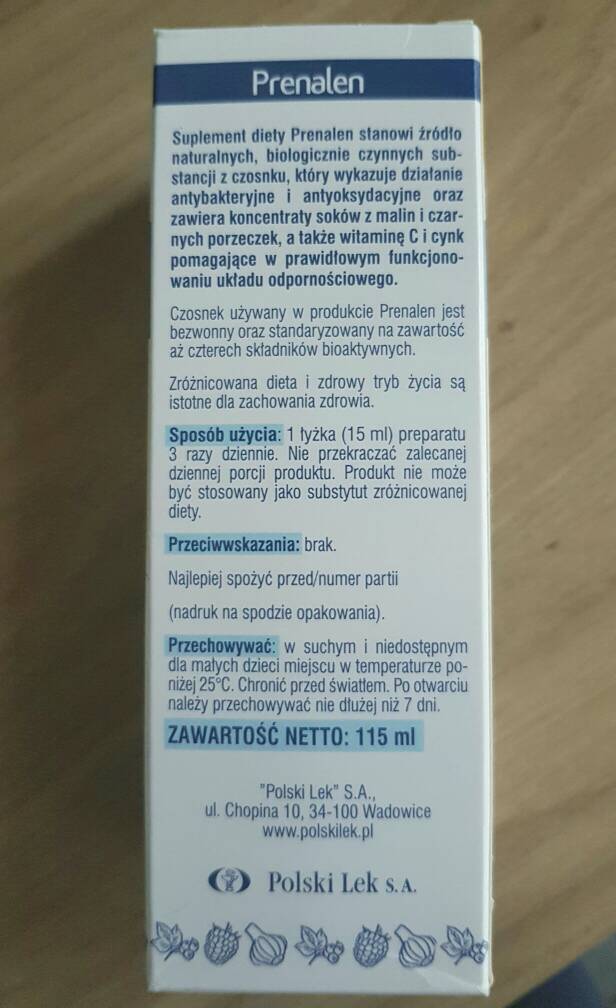 Prenalen
Suplement diety Prenalen stanowi źródło
naturalnych, biologicznie czynnych sub-
stancji z czosnku, który wykazuje działanie
antybakteryjne i antyoksydacyjne oraz
zawiera koncentraty soków z malin i czar-
nych porzeczek, a także witaminę C i cynk
pomagające w prawidłowym funkcjono-
waniu układu odpornościowego.
Czosnek używany w produkcie Prenalen jest
bezwonny oraz standaryzowany na zawartość
aż czterech składników bioaktywnych.
Zróżnicowana dieta i zdrowy tryb życia są
istotne dla zachowania zdrowia.
Sposób użycia: 1 łyżka (15 ml) preparatu
3 razy dziennie. Nie przekraczać zalecanej
dziennej porcji produktu. Produkt nie może
być stosowany jako substytut zróżnicowanej
diety.
Przeciwwskazania: brak.
Najlepiej spożyć przed/numer partii
(nadruk na spodzie opakowania).
Przechowywać: w suchym i niedostępnym
dla małych dzieci miejscu w temperaturze po-
niżej 25°C. Chronić przed światłem. Po otwarciu
należy przechowywać nie dłużej niż 7 dni.
ZAWARTOŚĆ NETTO: 115 ml
"Polski Lek" S.A.,
ul. Chopina 10, 34-100 Wadowice
www.polskilek.pl
Polski Lek S.A.